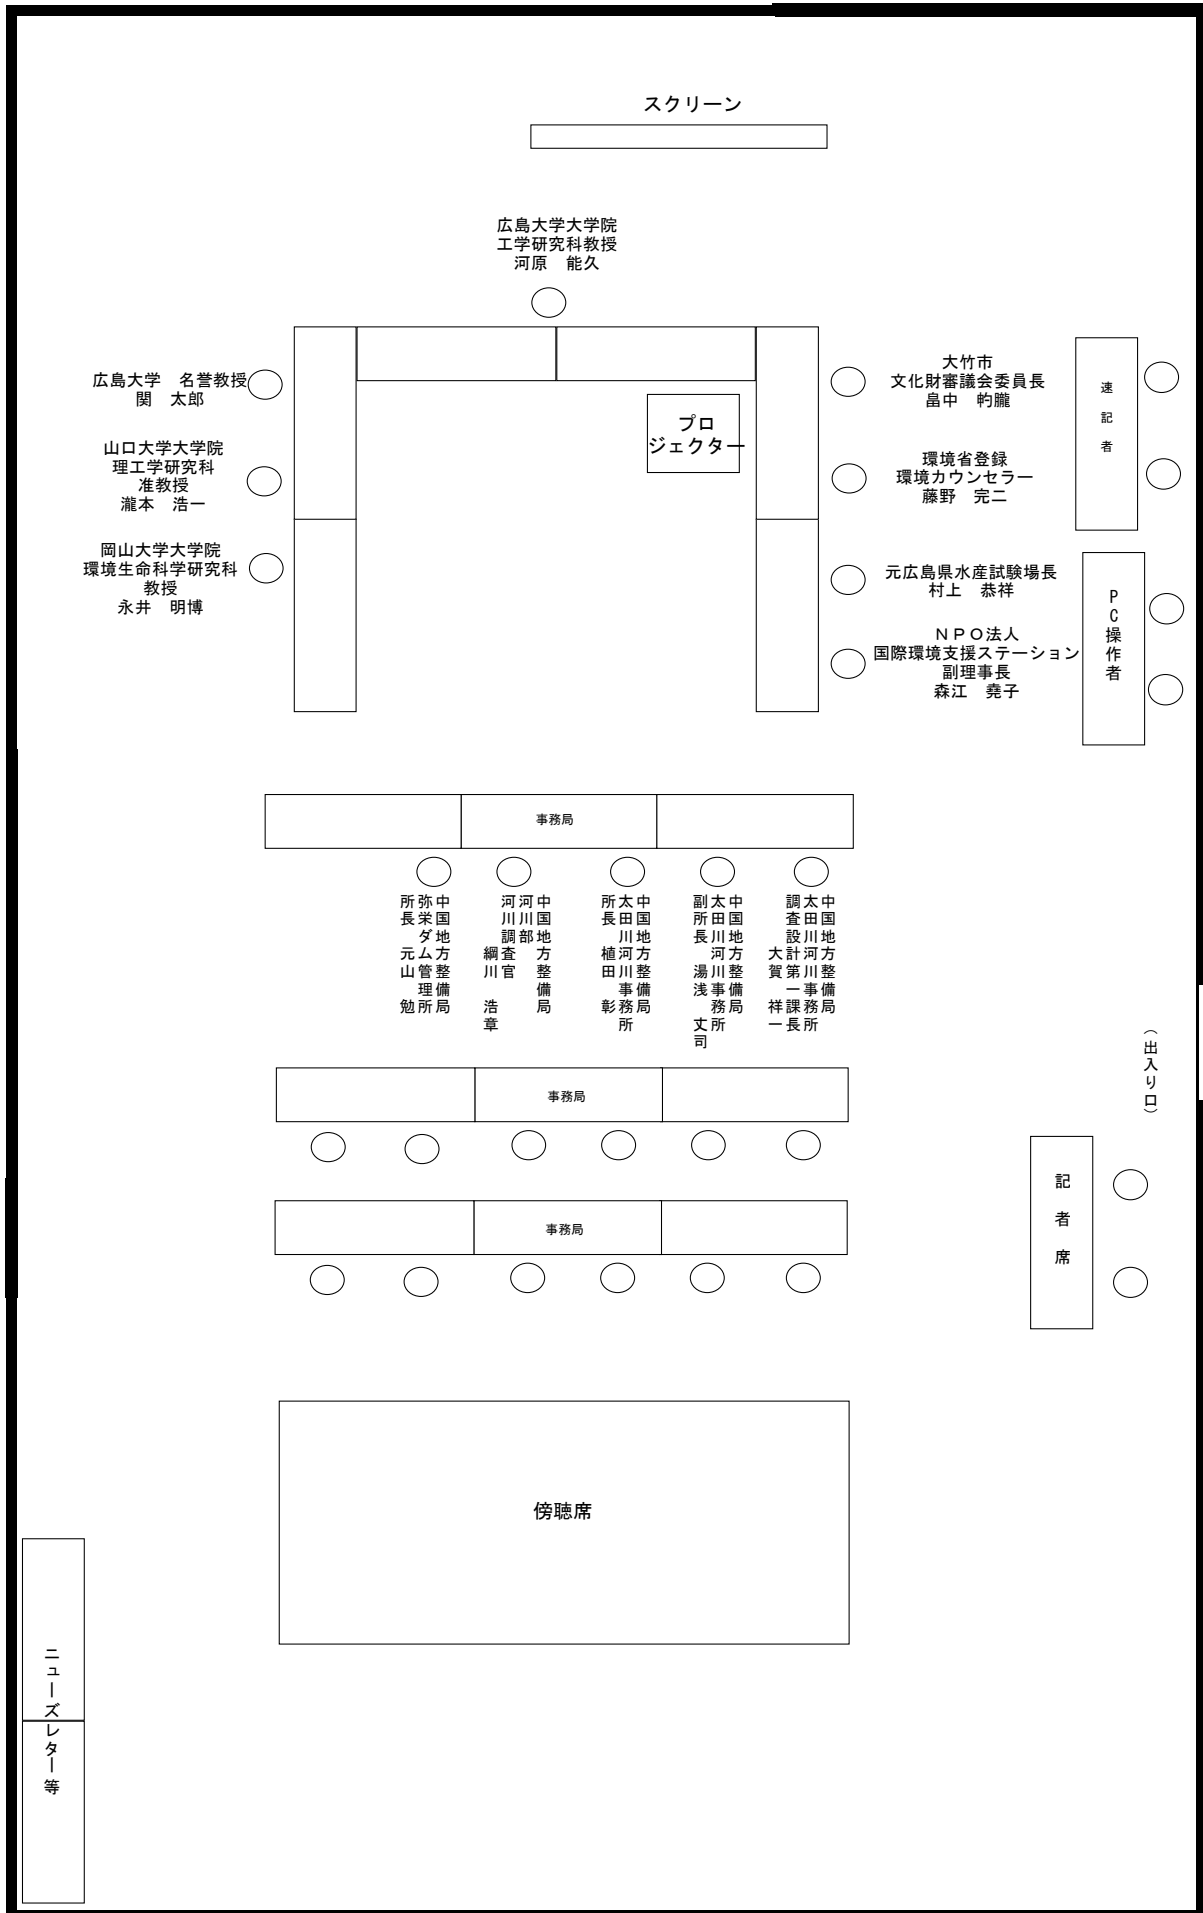 スクリーン
広島大学大学院
工学研究科教授
河原　能久
広島大学　名誉教授
関　太郎
山口大学大学院
理工学研究科
准教授
瀧本　浩一
岡山大学大学院
環境生命科学研究科
教授
永井　明博
プロ
ジェクター
大竹市
文化財審議会委員長
畠中　畃朧
環境省登録
環境カウンセラー
藤野　完二
元広島県水産試験場長
村上　恭祥
ＮＰＯ法人
国際環境支援ステーション
副理事長
森江　堯子
速記者
ＰＣ操作者
事務局
中国地方整備局
弥栄ダム管理所
所長　元山　勉
中国地方整備局
河川部
河川調査官
綱川　浩章
中国地方整備局
太田川河川事務所
所長　植田　彰
中国地方整備局
太田川河川事務所
副所長　湯浅　丈司
中国地方整備局
太田川河川事務所
調査設計第一課長
大賀　祥一
（出入り口）
事務局
事務局
記者席
傍聴席
ニューズレター等